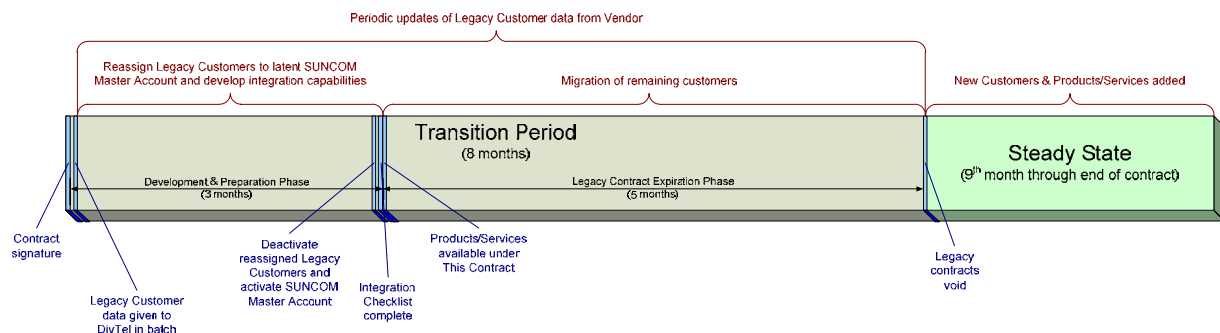 Periodic updates of Legacy Customer data from Vendor
Reassign Legacy Customers to latent SUNCOM
Master Account and develop integration capabilities
Migration of remaining customers
New Customers & Products/Services added
Transition Period
(8 months)
Steady State
(9th month through end of contract)
Development & Preparation Phase
(3 months)
Legacy Contract Expiration Phase
(5 months)
Contract
signature
Legacy Customer
data given to
DivTel in batch
Deactivate
reassigned Legacy
Customers and
activate SUNCOM
Master Account
Integration
Checklist
complete
Products/Services
available under
This Contract
Legacy
contracts
void